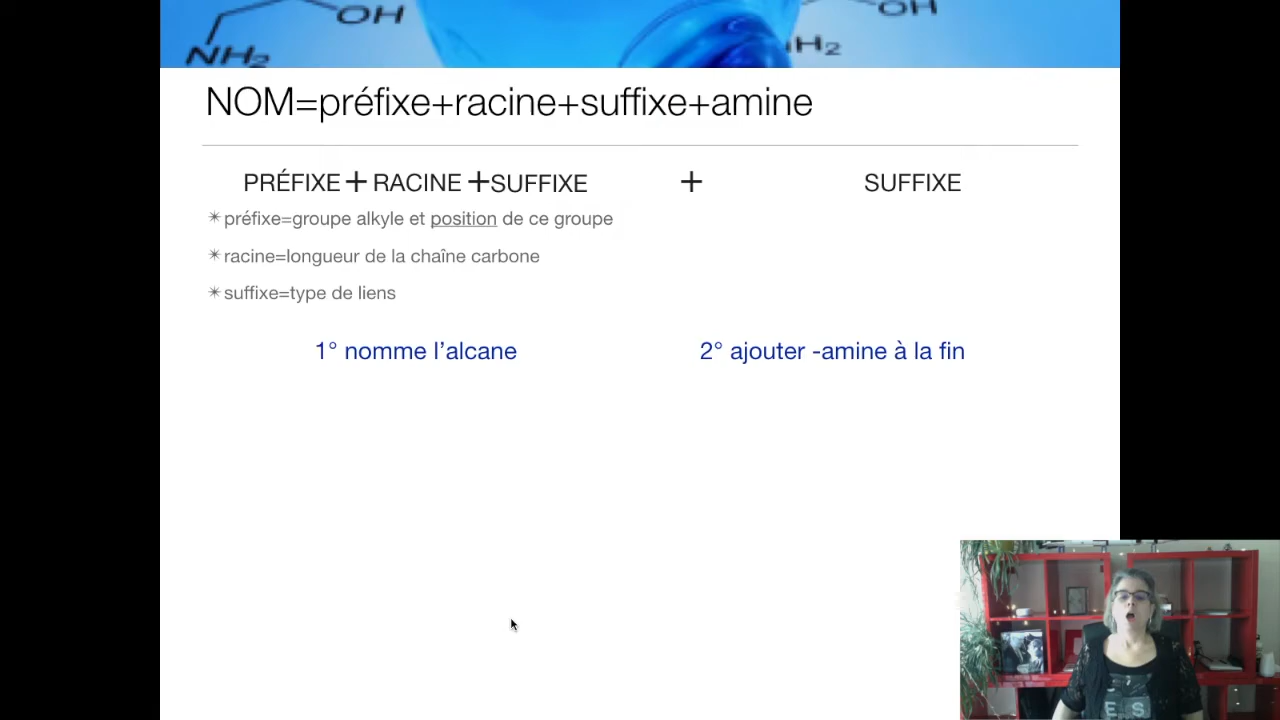 OH
OH
NH₂
H₂
NOM=préfixe+racine+suffixe+amine
PRÉFIXE + RACINE + SUFFIXE + SUFFIXE
✴préfixe=groupe alkyle et position de ce groupe
✴racine=longueur de la chaîne carbone
✴suffixe=type de liens
1° nomme l’alcane
2° ajouter -amine à la fin
ES